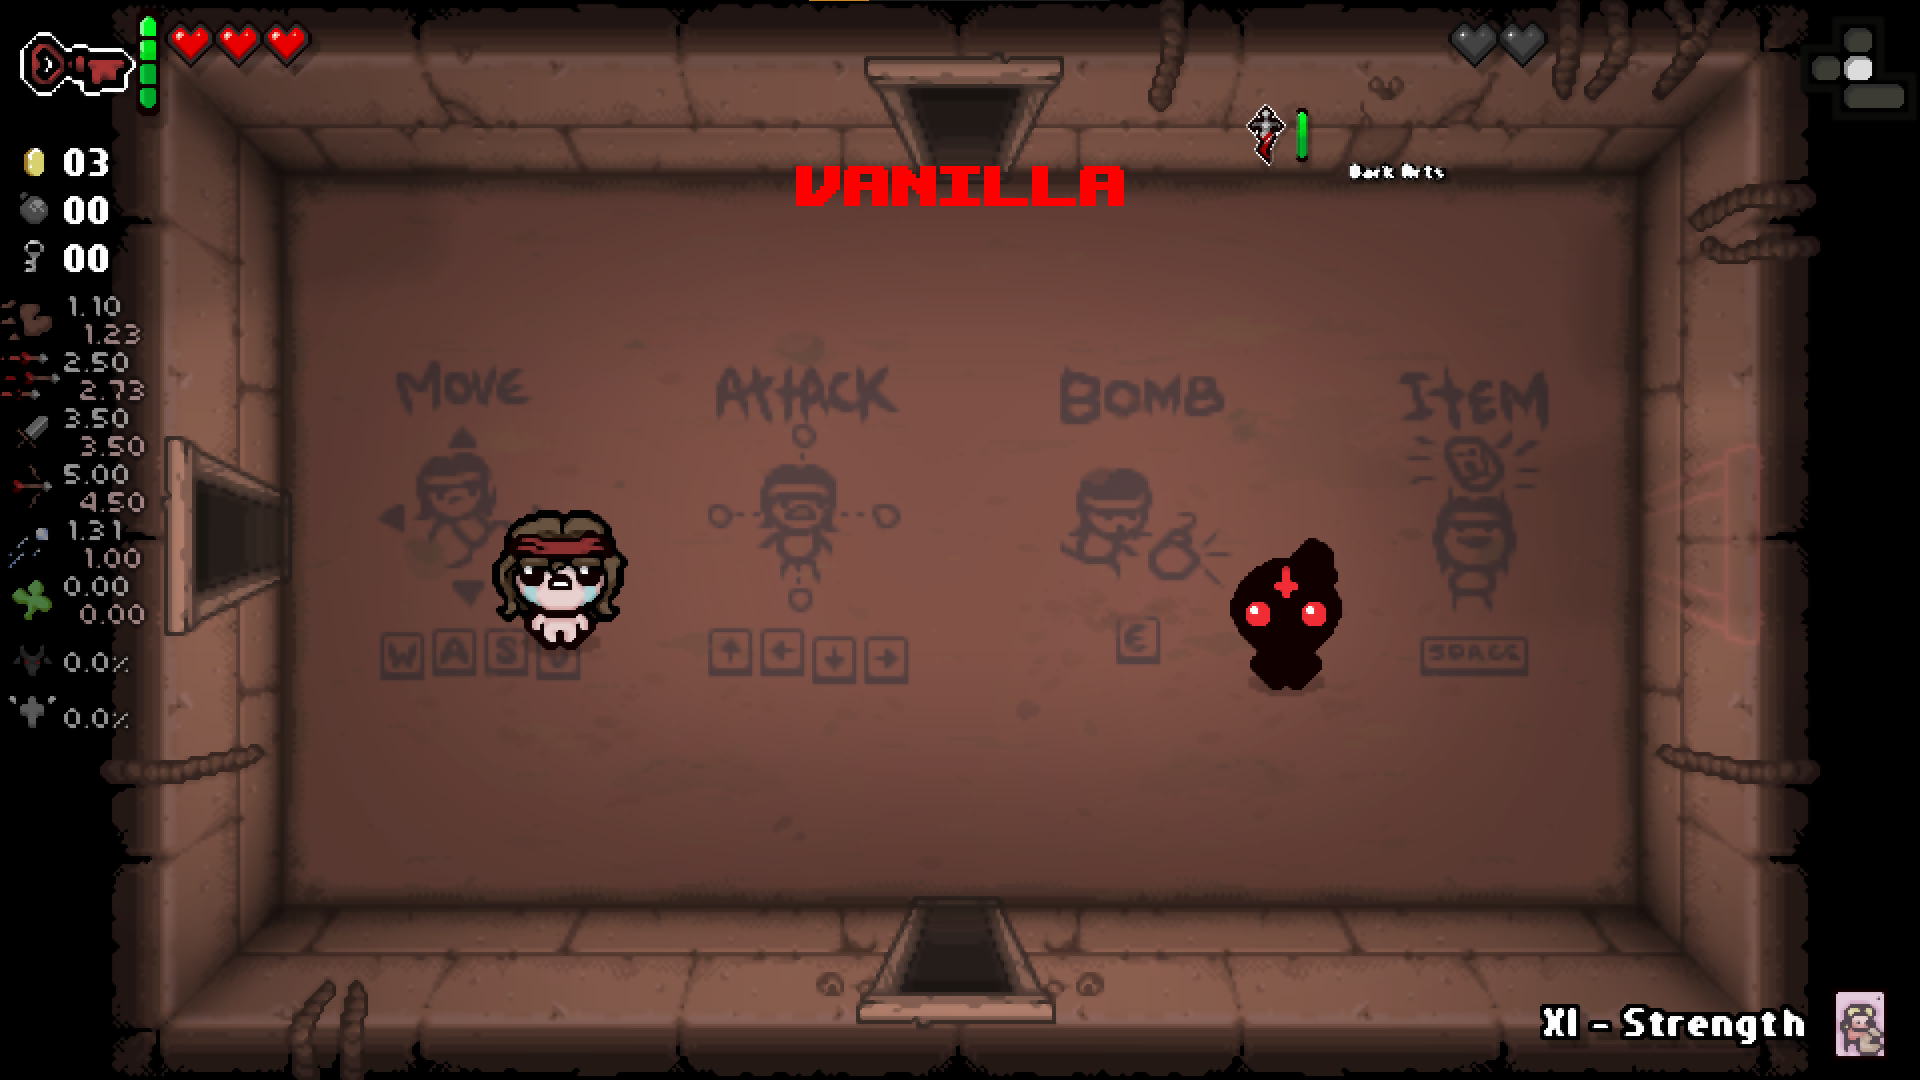 03
00
00
1.10
1.23
2.50
2.73
3.50
3.50
5.00
4.50
1.31
1.00
0.00
0.00
0.0%
0.0%
Dark Arts
VANILLA
MOVE ATTACK BOMB ITEM
W A S D
E
SPACE
XI - Strength